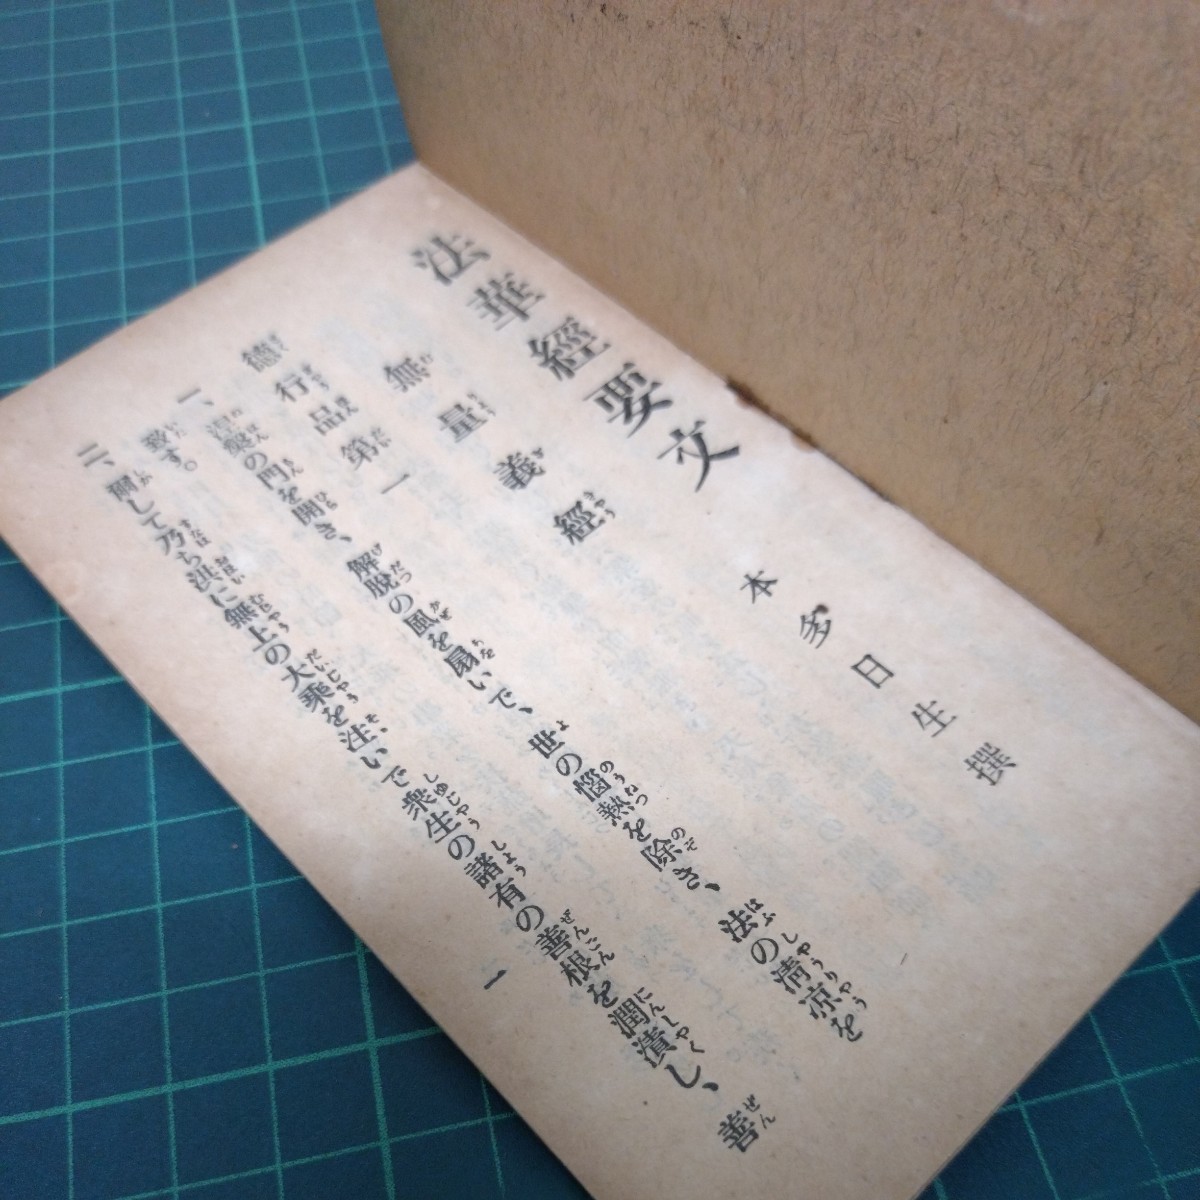 法華經要文
本多日生撰
無量義經
德行品第一
一、涅槃の門を開き、解脱の風を扇いで、世の惱熱を除き、法の淸凉を
致す。
二、爾して乃ち洪に無上の大乘を注いで衆生の諸有の善根を潤漬し、善
一